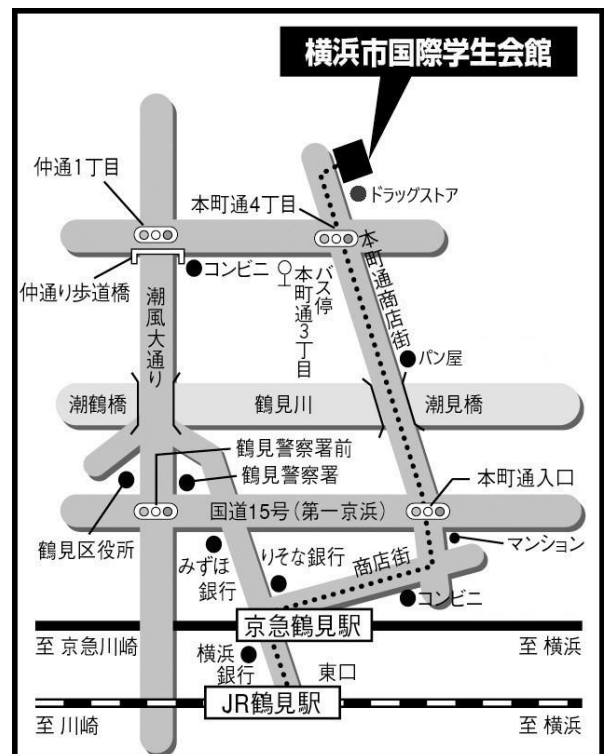 横浜市国際学生会館
仲通1丁目
本町通4丁目
ドラッグストア
仲通り歩道橋
コンビニ
バス停
本町通3丁目
本町通商店街
潮風大通り
パン屋
潮鶴橋
鶴見川
潮見橋
鶴見警察署前
鶴見警察署
本町通入口
国道15号(第一京浜)
鶴見区役所
みずほ
銀行
りそな銀行
商店街
マンション
コンビニ
京急鶴見駅
至 京急川崎
至 横浜
横浜
銀行
東口
JR鶴見駅
至 川崎
至 横浜